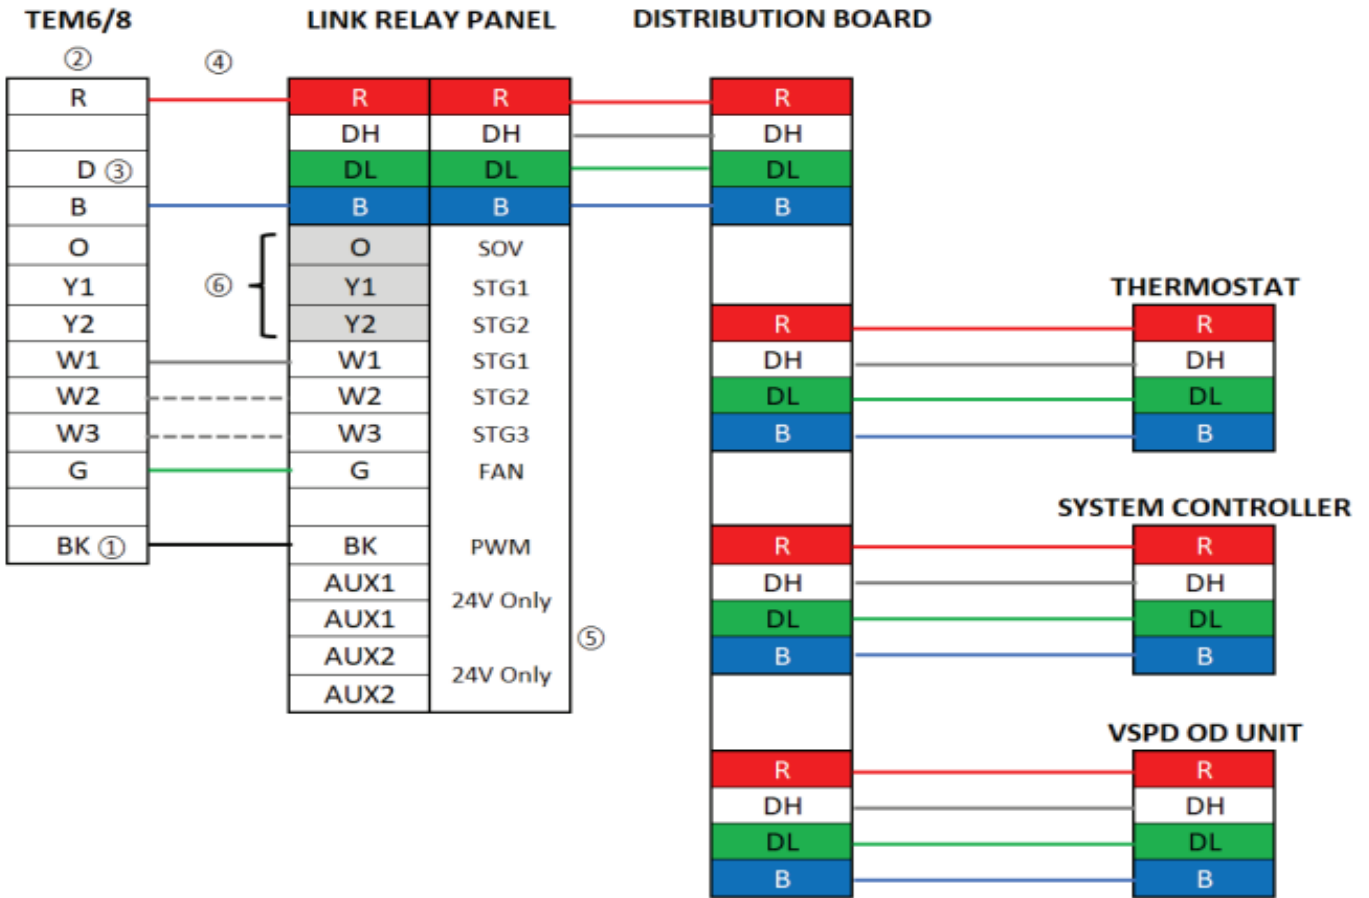 TEM6/8 LINK RELAY PANEL DISTRIBUTION BOARD
② ④
R R R R
DH DH DH
D ③ DL DL DL
B B B B
O O SOV
⑥
Y1 Y1 STG1
THERMOSTAT
Y2 Y2 STG2 R R
W1 W1 STG1 DH DH
W2 W2 STG2 DL DL
W3 W3 STG3 B B
G G FAN
SYSTEM CONTROLLER
BK ① BK PWM R R
AUX1 DH DH
24V Only
AUX1 DL DL
⑤
AUX2 B B
24V Only
AUX2
VSPD OD UNIT
R R
DH DH
DL DL
B B